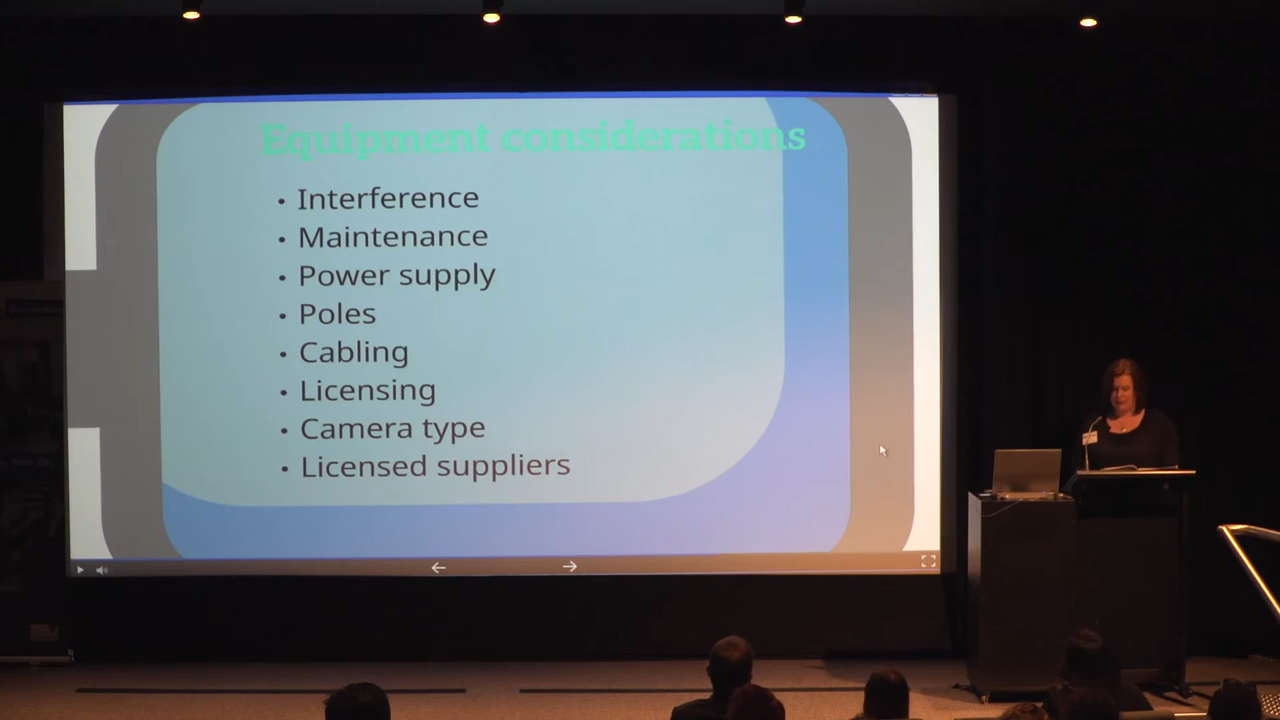 Equipment considerations
• Interference
• Maintenance
• Power supply
• Poles
• Cabling
• Licensing
• Camera type
• Licensed suppliers